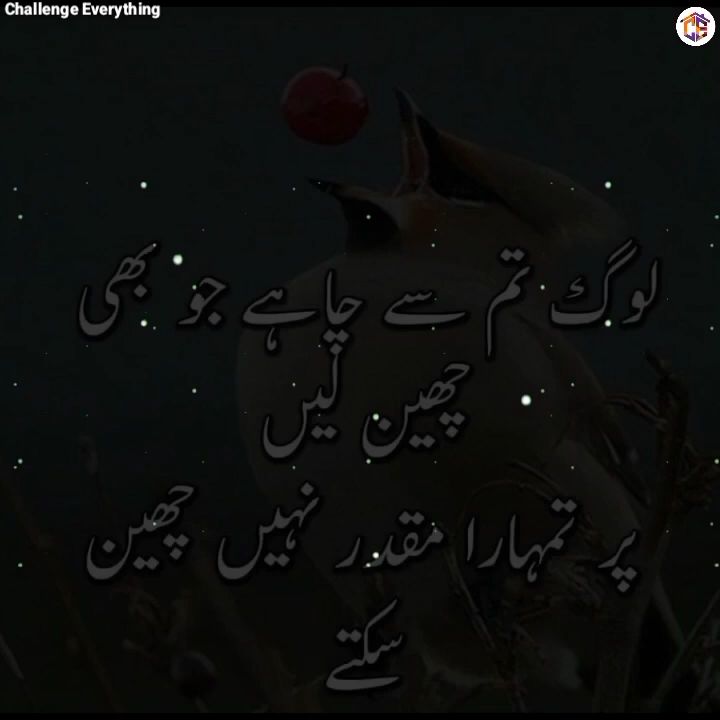 Challenge Everything
لوگ تم سے چاہے جو بھی
چھین لیں
پر تمہارا مقدر نہیں چھین
سکتے